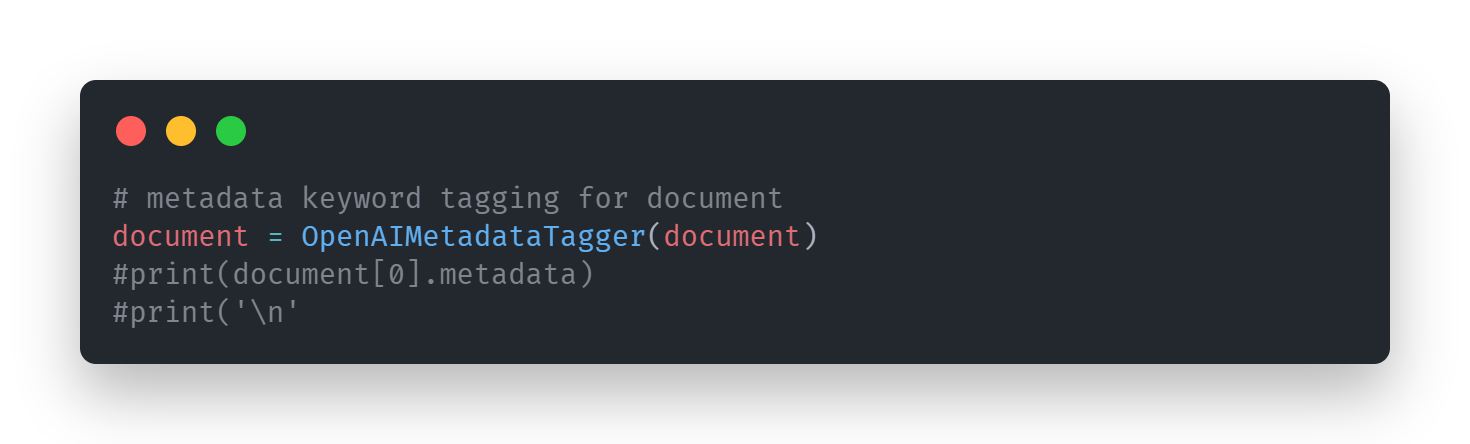 # metadata keyword tagging for document
document = OpenAIMetadataTagger(document)
#print(document[0].metadata)
#print('\n'